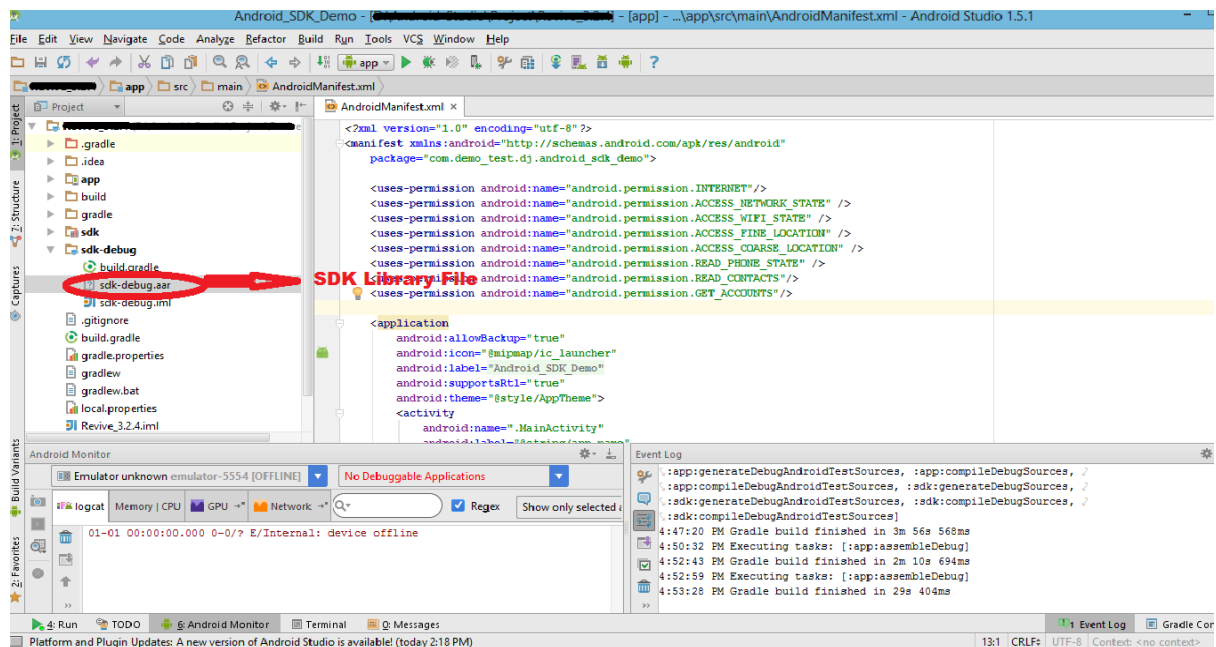 Android_SDK_Demo - [ ] - [app] - ...\app\src\main\AndroidManifest.xml - Android Studio 1.5.1
File Edit View Navigate Code Analyze Refactor Build Run Tools VCS Window Help
app
app src main AndroidManifest.xml
1: Project
Project
AndroidManifest.xml ×
.gradle
.idea
app
build
gradle
sdk
sdk-debug
build.gradle
sdk-debug.aar
sdk-debug.iml
.gitignore
build.gradle
gradle.properties
gradlew
gradlew.bat
local.properties
Revive_3.2.4.iml
7: Structure
Captures
Build Variants
2: Favorites
SDK Library File
<?xml version="1.0" encoding="utf-8"?>
<manifest xmlns:android="http://schemas.android.com/apk/res/android"
package="com.demo_test.dj.android_sdk_demo">
<uses-permission android:name="android.permission.INTERNET"/>
<uses-permission android:name="android.permission.ACCESS_NETWORK_STATE" />
<uses-permission android:name="android.permission.ACCESS_WIFI_STATE" />
<uses-permission android:name="android.permission.ACCESS_FINE_LOCATION" />
<uses-permission android:name="android.permission.ACCESS_COARSE_LOCATION" />
<uses-permission android:name="android.permission.READ_PHONE_STATE" />
<uses-permission android:name="android.permission.READ_CONTACTS"/>
<uses-permission android:name="android.permission.GET_ACCOUNTS"/>
<application
android:allowBackup="true"
android:icon="@mipmap/ic_launcher"
android:label="Android_SDK_Demo"
android:supportsRtl="true"
android:theme="@style/AppTheme">
<activity
android:name=".MainActivity"
android:label="@string/app_name"
Android Monitor
Emulator unknown emulator-5554 [OFFLINE]
No Debuggable Applications
logcat Memory | CPU GPU Network Regex Show only selected a
01-01 00:00:00.000 0-0/? E/Internal: device offline
Event Log
:app:generateDebugAndroidTestSources, :app:compileDebugSources,
:app:compileDebugAndroidTestSources, :sdk:generateDebugSources,
:sdk:generateDebugAndroidTestSources, :sdk:compileDebugSources,
:sdk:compileDebugAndroidTestSources]
4:47:20 PM Gradle build finished in 3m 56s 568ms
4:50:32 PM Executing tasks: [:app:assembleDebug]
4:52:43 PM Gradle build finished in 2m 10s 694ms
4:52:59 PM Executing tasks: [:app:assembleDebug]
4:53:28 PM Gradle build finished in 29s 404ms
4: Run TODO 6: Android Monitor Terminal 0: Messages 1 Event Log Gradle Con
Platform and Plugin Updates: A new version of Android Studio is available! (today 2:18 PM) 13:1 CRLF UTF-8 Context: <no context>